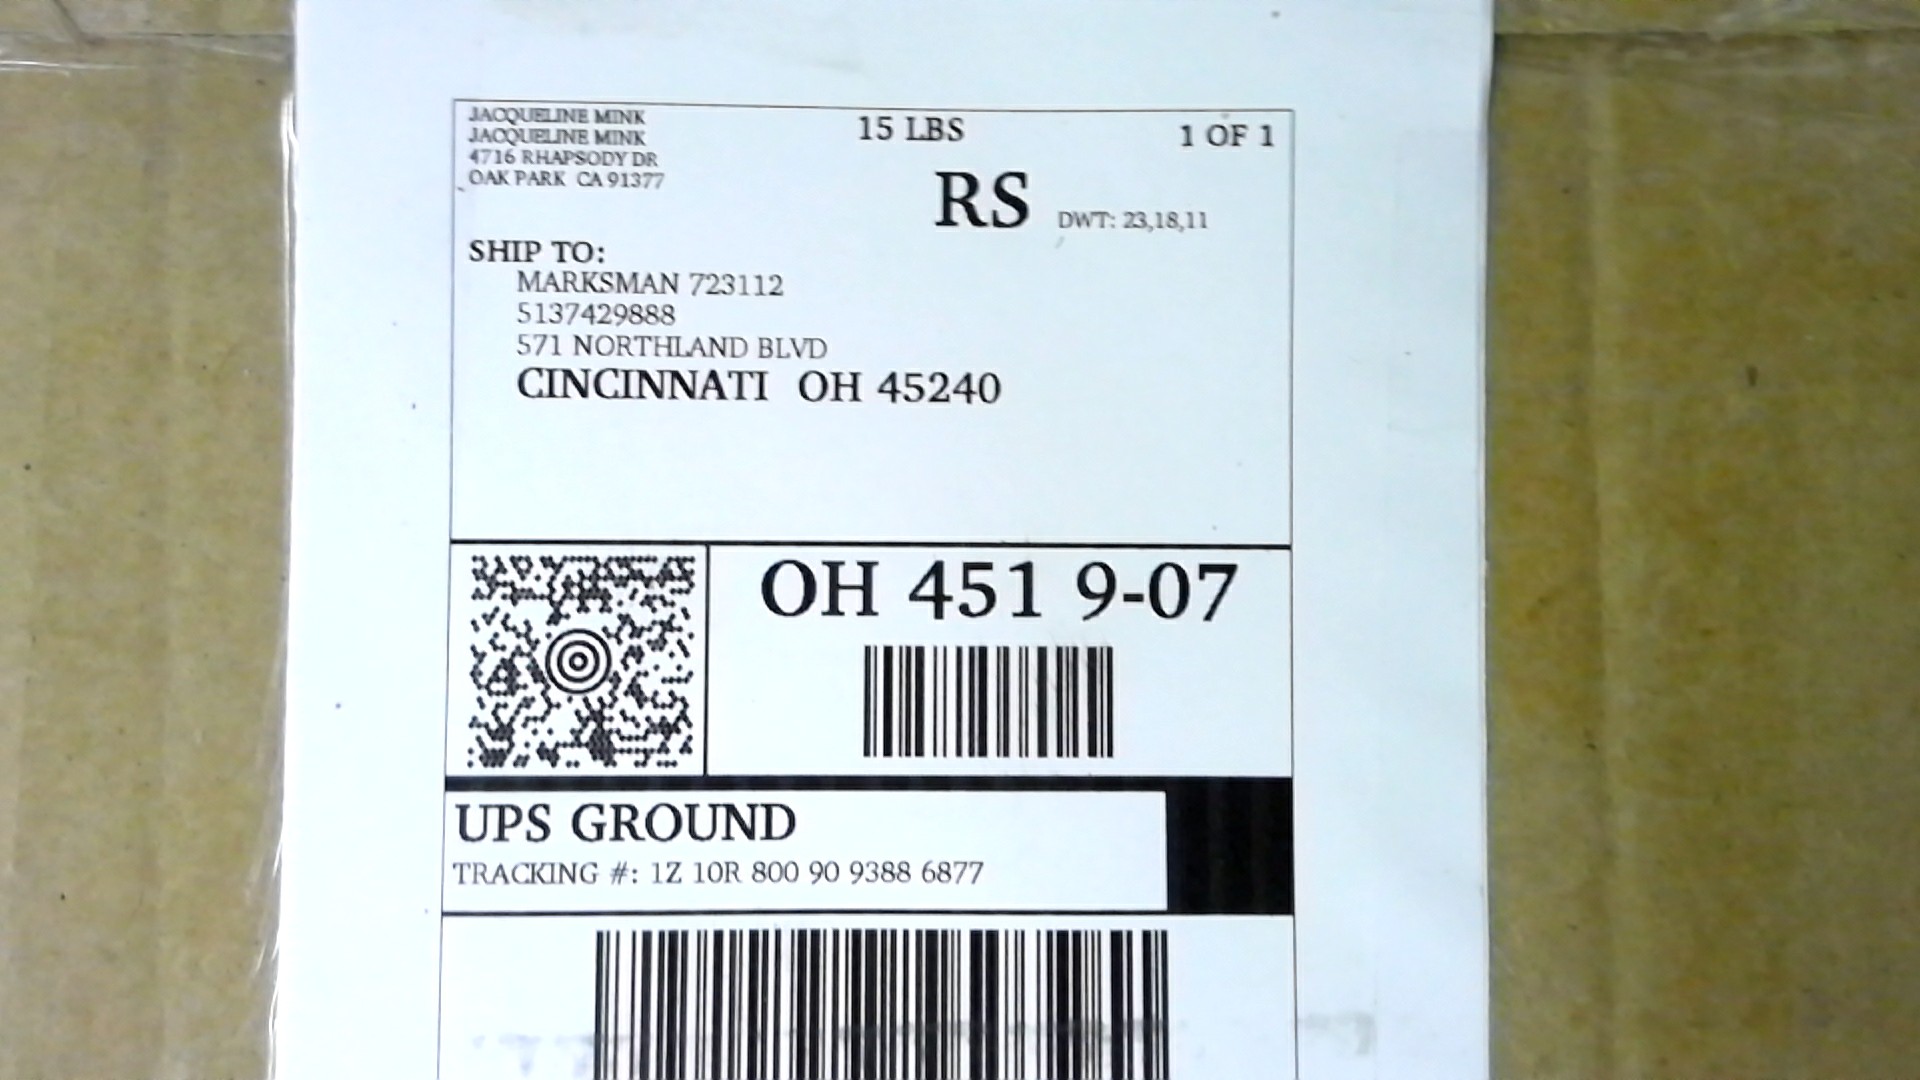 JACQUELINE MINK
JACQUELINE MINK
4716 RHAPSODY DR
OAK PARK CA 91377
15 LBS
1 OF 1
RS
DWT: 23,18,11
SHIP TO:
MARKSMAN 723112
5137429888
571 NORTHLAND BLVD
CINCINNATI OH 45240
OH 451 9-07
UPS GROUND
TRACKING #: 1Z 10R 800 90 9388 6877